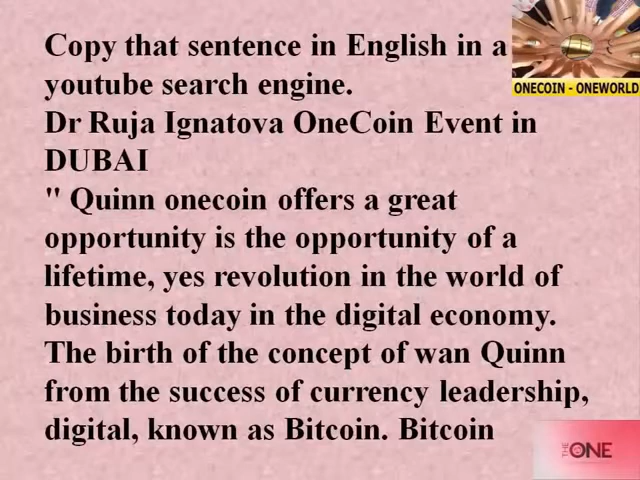 Copy that sentence in English in a
youtube search engine.
Dr Ruja Ignatova OneCoin Event in
DUBAI
" Quinn onecoin offers a great
opportunity is the opportunity of a
lifetime, yes revolution in the world of
business today in the digital economy.
The birth of the concept of wan Quinn
from the success of currency leadership,
digital, known as Bitcoin. Bitcoin
ONECOIN - ONEWORLD
THE ONE